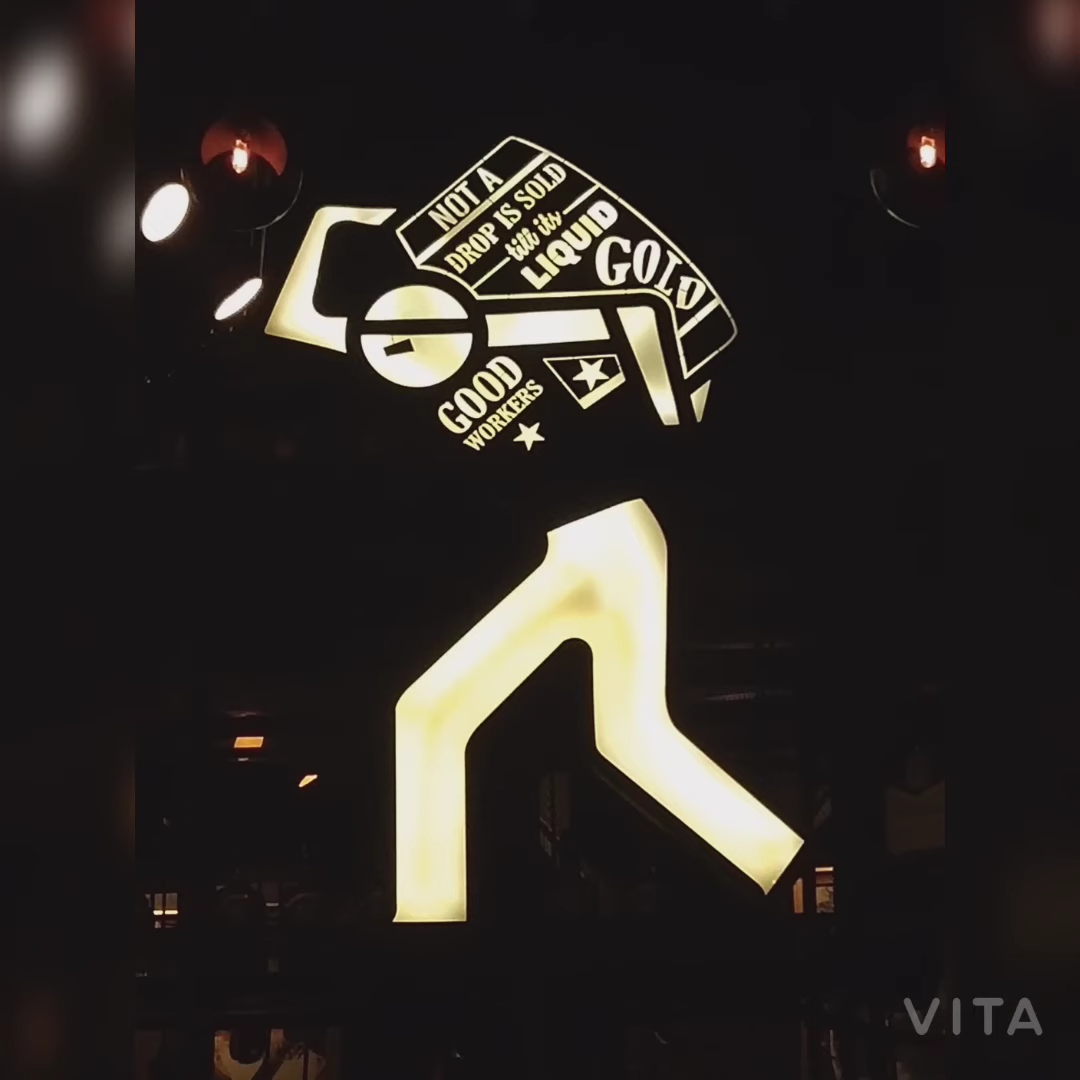 NOT A
DROP IS SOLD
till its
LIQUID
GOLD
GOOD
WORKERS
VITA